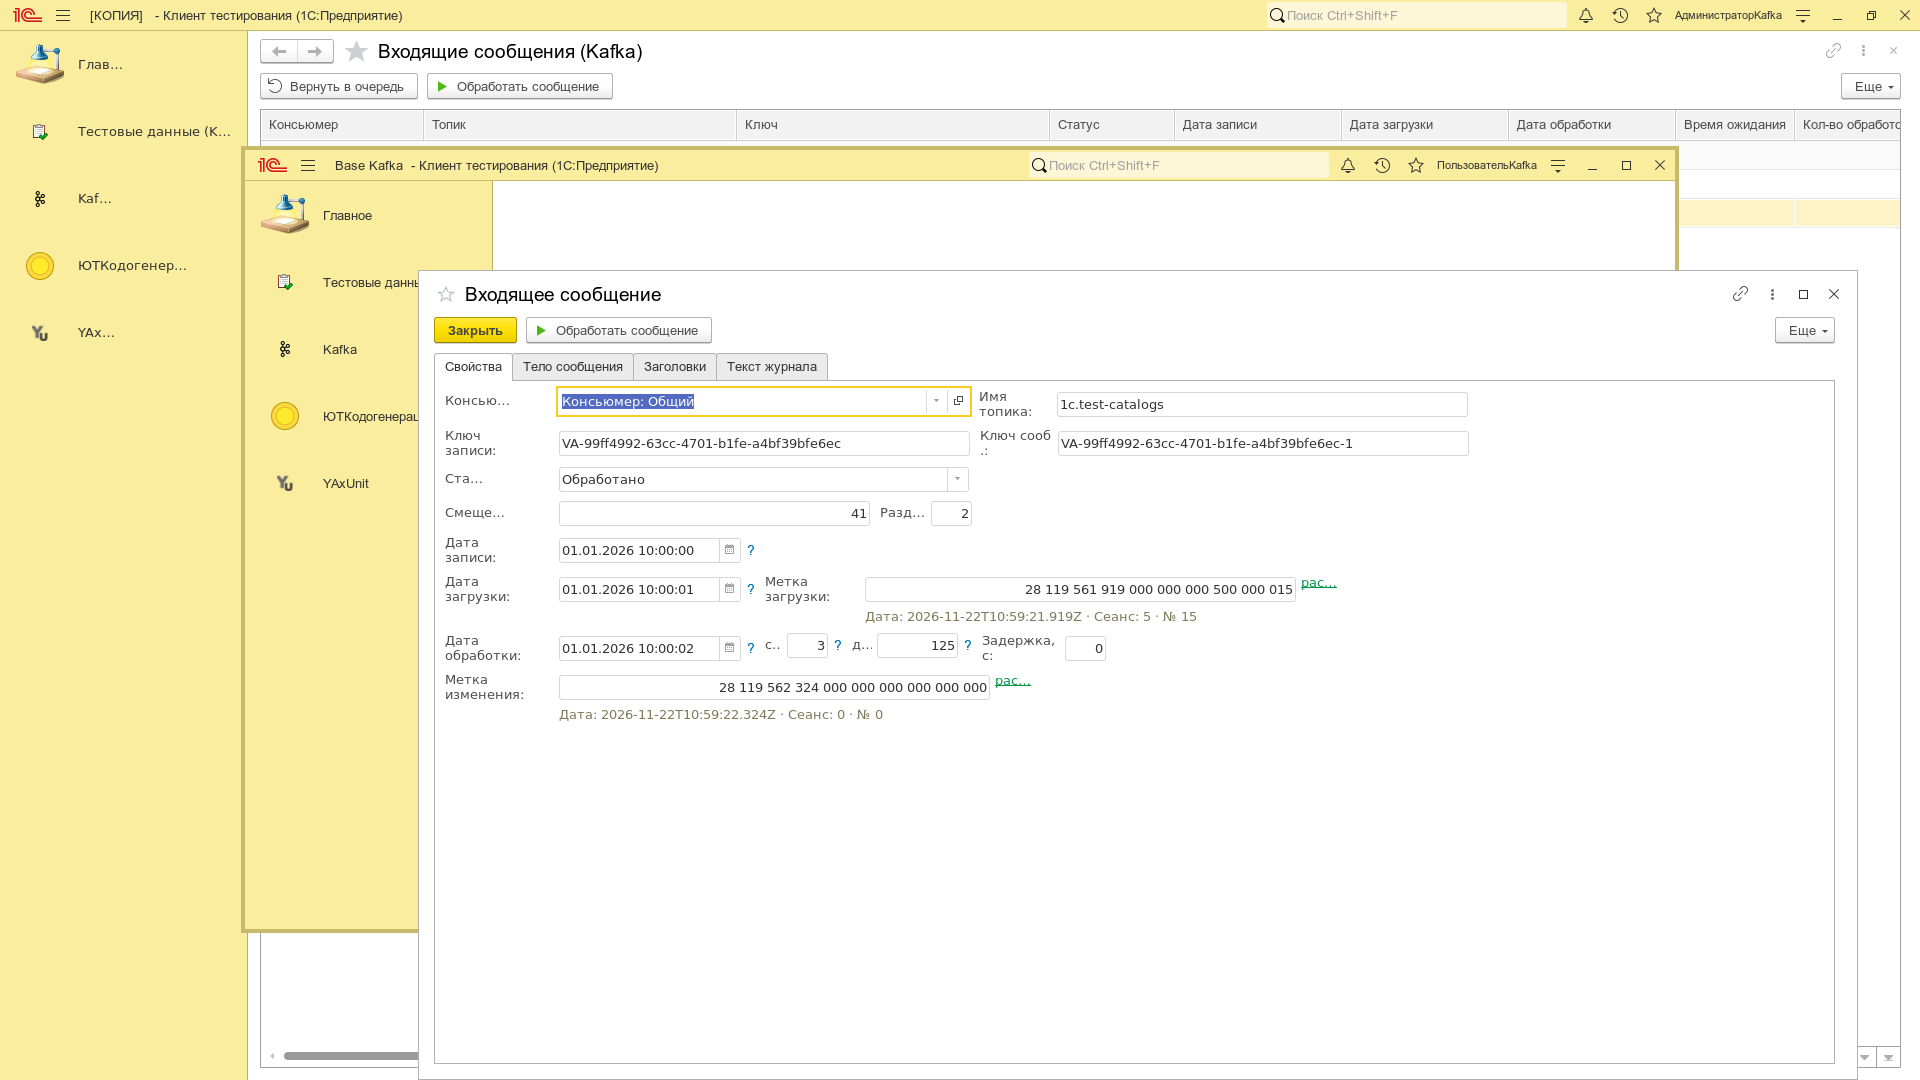 [КОПИЯ] - Клиент тестирования (1С:Предприятие)
Поиск Ctrl+Shift+F
АдминистраторKafka
Глав...
Тестовые данные (K...
Kaf...
ЮТКодогенер...
YAx...
Входящие сообщения (Kafka)
Вернуть в очередь
Обработать сообщение
Еще
Консьюмер Топик Ключ Статус Дата записи Дата загрузки Дата обработки Время ожидания Кол-во обработо
Base Kafka - Клиент тестирования (1С:Предприятие)
Поиск Ctrl+Shift+F
ПользовательKafka
Главное
Тестовые данны
Kafka
ЮТКодогенерац
YAxUnit
Входящее сообщение
Закрыть
Обработать сообщение
Еще
Свойства Тело сообщения Заголовки Текст журнала
Консью... Консьюмер: Общий
Имя топика: 1c.test-catalogs
Ключ записи: VA-99ff4992-63cc-4701-b1fe-a4bf39bfe6ec
Ключ сооб.: VA-99ff4992-63cc-4701-b1fe-a4bf39bfe6ec-1
Ста... Обработано
Смеще... 41 Разд... 2
Дата записи: 01.01.2026 10:00:00 ?
Дата загрузки: 01.01.2026 10:00:01 ?
Метка загрузки: 28 119 561 919 000 000 000 500 000 015 рас...
Дата: 2026-11-22T10:59:21.919Z · Сеанс: 5 · № 15
Дата обработки: 01.01.2026 10:00:02 ? с.. 3 ? д... 125 ? Задержка, с: 0
Метка изменения: 28 119 562 324 000 000 000 000 000 000 рас...
Дата: 2026-11-22T10:59:22.324Z · Сеанс: 0 · № 0